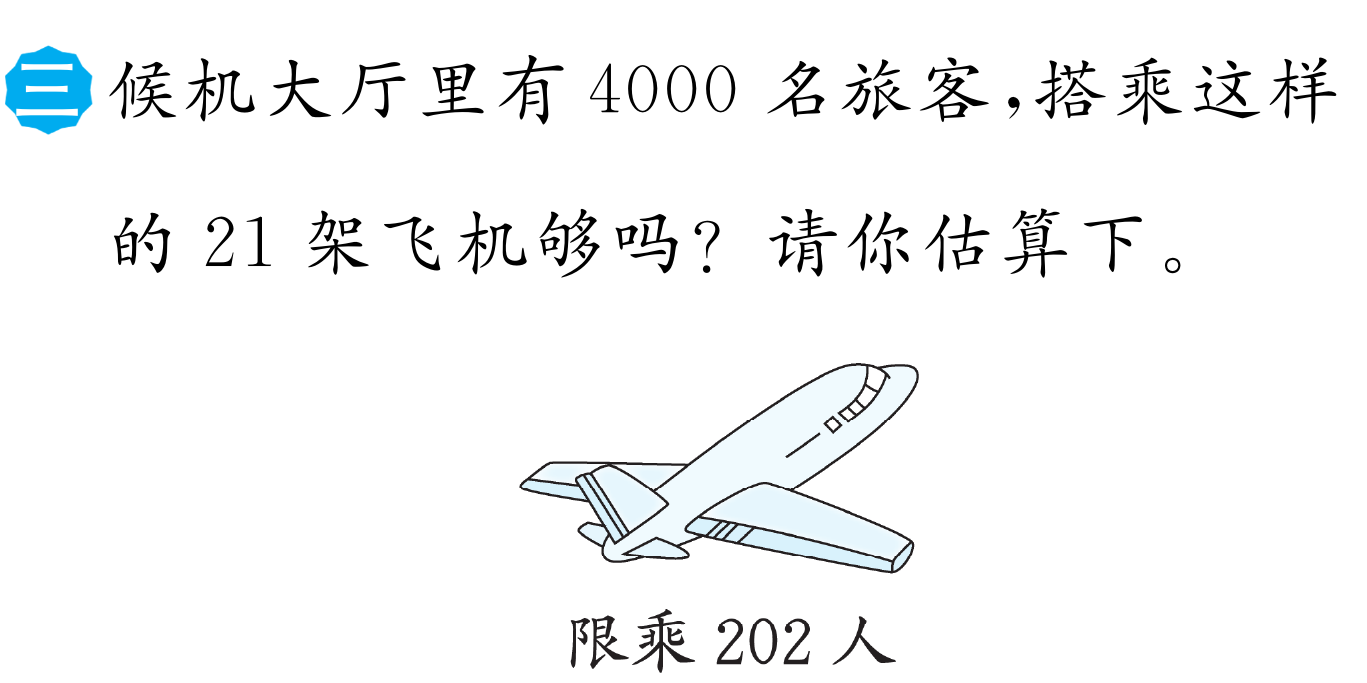 三 候机大厅里有 4000 名旅客,搭乘这样
的 21 架飞机够吗? 请你估算下。
限乘 202 人